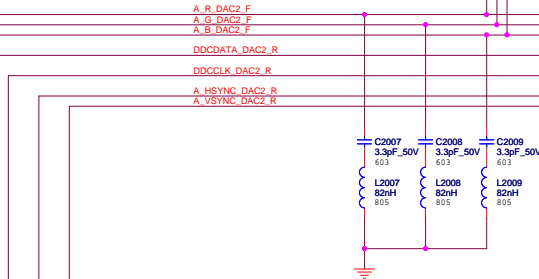 A_R_DAC2_F
A_G_DAC2_F
A_B_DAC2_F
DDCDATA_DAC2_R
DDCCLK_DAC2_R
A_HSYNC_DAC2_R
A_VSYNC_DAC2_R
C2007 C2008 C2009
3.3pF_50V 3.3pF_50V 3.3pF_50V
603 603 603
L2007 L2008 L2009
82nH 82nH 82nH
805 805 805